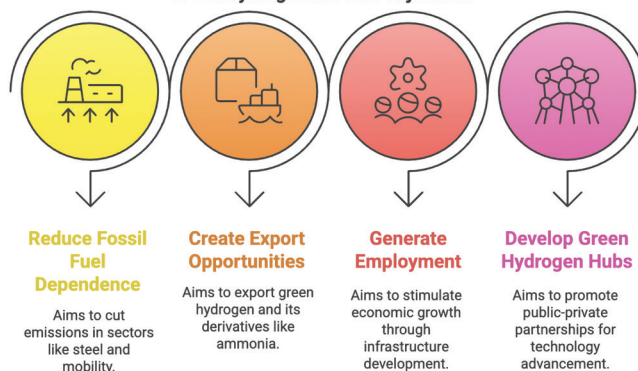 Reduce Fossil
Fuel
Dependence
Aims to cut
emissions in sectors
like steel and
mobility.
Create Export
Opportunities
Aims to export green
hydrogen and its
derivatives like
ammonia.
Generate
Employment
Aims to stimulate
economic growth
through
infrastructure
development.
Develop Green
Hydrogen Hubs
Aims to promote
public-private
partnerships for
technology
advancement.